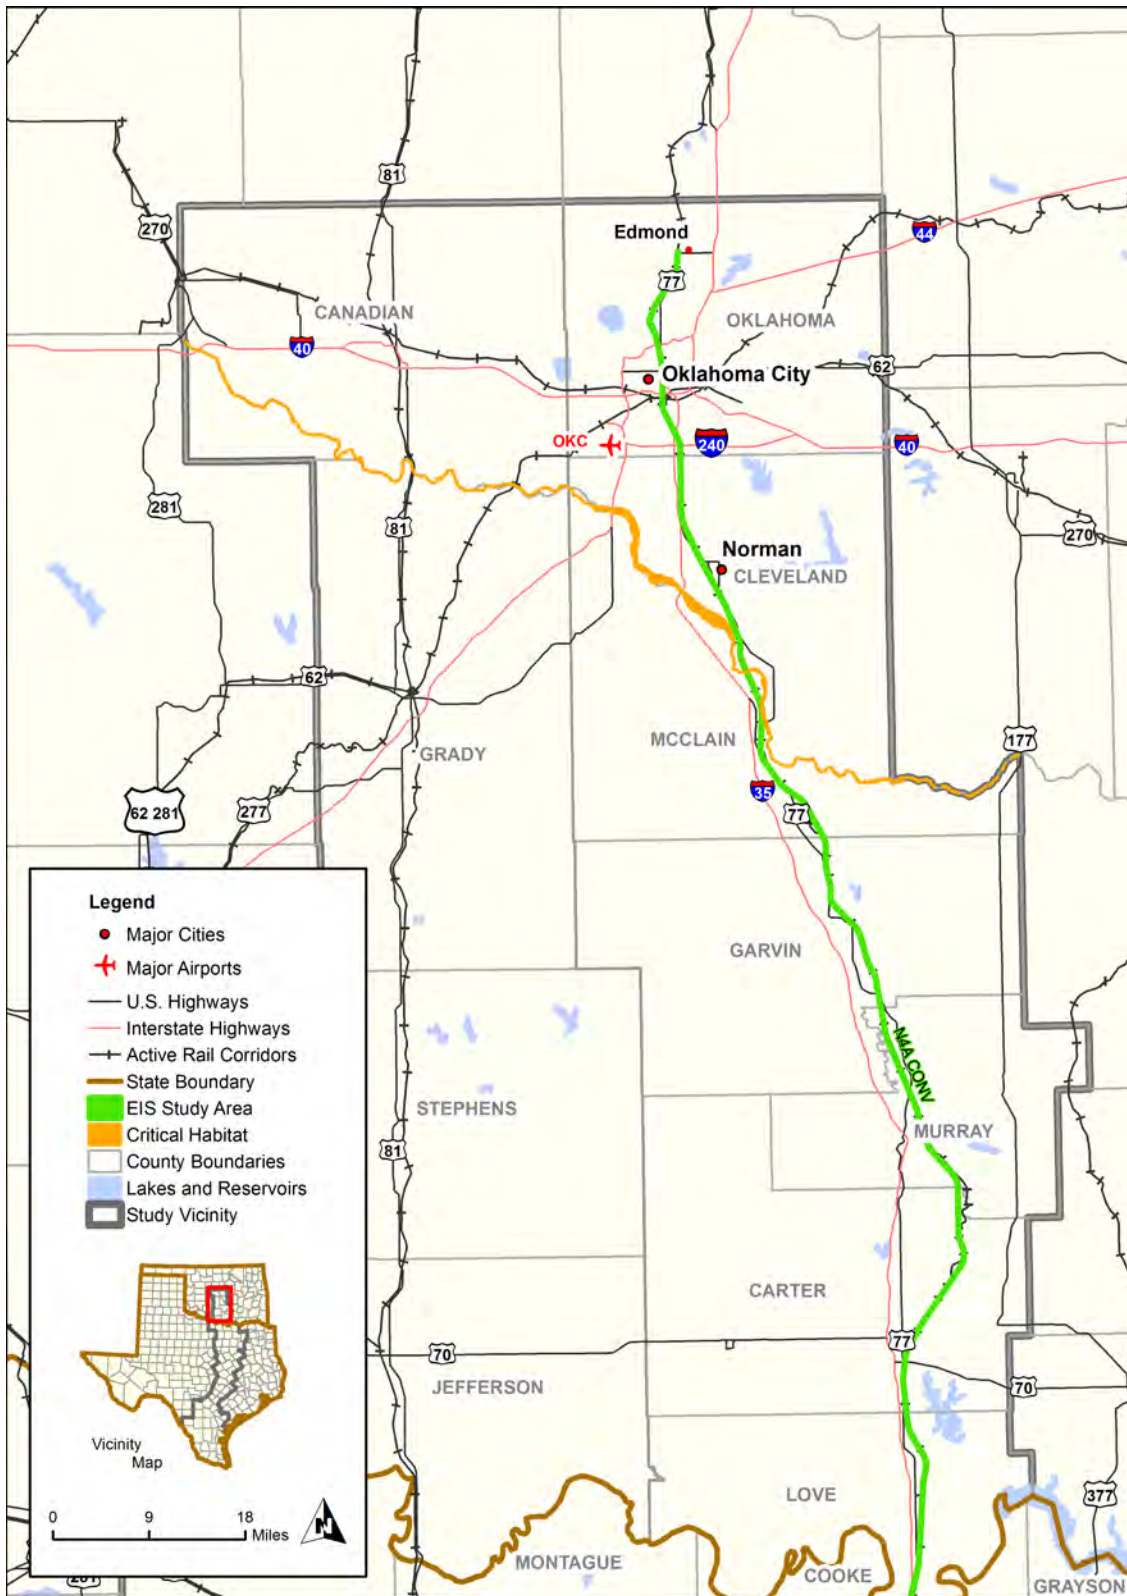 81
270
Edmond
44
77
CANADIAN
OKLAHOMA
40
62
Oklahoma City
OKC
240
40
281
81
270
Norman
CLEVELAND
62
177
MCCLAIN
GRADY
35
62 281
277
77
Legend
Major Cities
Major Airports
U.S. Highways
Interstate Highways
Active Rail Corridors
State Boundary
EIS Study Area
Critical Habitat
County Boundaries
Lakes and Reservoirs
Study Vicinity
Vicinity
Map
0 9 18
Miles
N
GARVIN
N4A CONV
STEPHENS
MURRAY
81
CARTER
77
70
JEFFERSON
70
LOVE
377
MONTAGUE
COOKE
GRAYSON
281